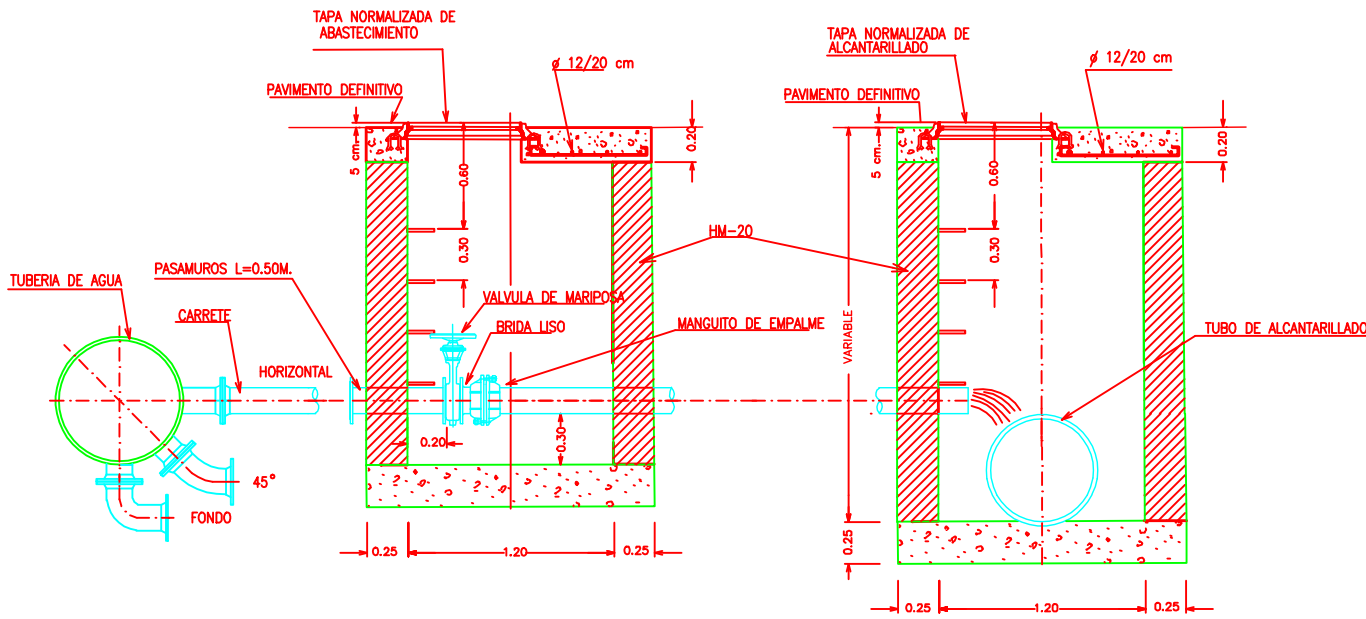 TAPA NORMALIZADA DE
ABASTECIMIENTO
ø 12/20 cm
PAVIMENTO DEFINITIVO
5 cm.
0.60
0.20
0.30
TUBERIA DE AGUA
PASAMUROS L=0.50M.
CARRETE
HORIZONTAL
VALVULA DE MARIPOSA
BRIDA LISO
MANGUITO DE EMPALME
HM-20
0.20
0.30
45°
FONDO
0.25
1.20
0.25
TAPA NORMALIZADA DE
ALCANTARILLADO
ø 12/20 cm
PAVIMENTO DEFINITIVO
5 cm.
0.60
0.20
0.30
VARIABLE
TUBO DE ALCANTARILLADO
0.25
0.25
1.20
0.25